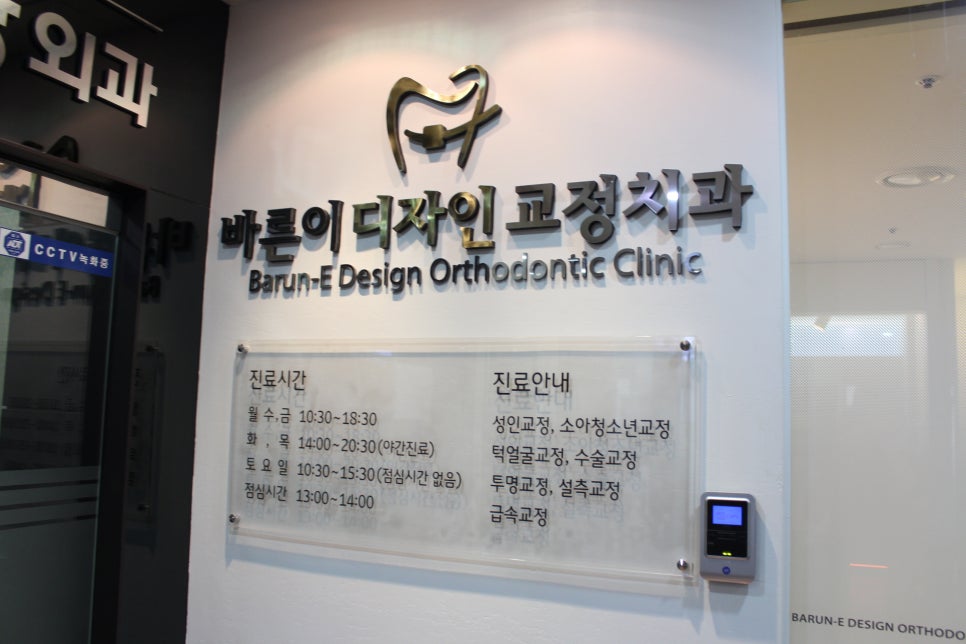 외과
CCTV녹화중
바른이 디자인 교정치과
Barun-E Design Orthodontic Clinic
진료시간
월 수,금 10:30~18:30
화 , 목 14:00~20:30(야간진료)
토 요 일 10:30~15:30(점심시간 없음)
점심시간 13:00~14:00
진료안내
성인교정, 소아청소년교정
턱얼굴교정, 수술교정
투명교정, 설측교정
급속교정
BARUN-E DESIGN ORTHODO